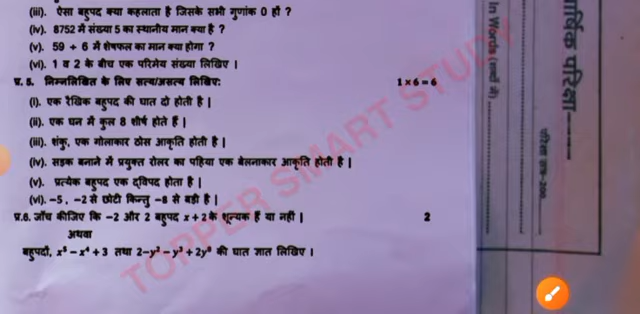 (iii). ऐसा बहुपद क्या कहलाता है जिसके सभी गुणांक 0 हों ?
(iv). 8752 में संख्या 5 का स्थानीय मान क्या है ?
(v). 59 ÷ 6 में शेषफल का मान क्या होगा ?
(vi). 1 व 2 के बीच एक परिमेय संख्या लिखिए |
प्र. 5. निम्नलिखित के लिए सत्य/असत्य लिखिए: 1 × 6 = 6
(i). एक रैखिक बहुपद की घात दो होती है |
(ii). एक घन में कुल 8 शीर्ष होते हैं |
(iii). शंकु, एक गोलाकार ठोस आकृति होती है |
(iv). सड़क बनाने में प्रयुक्त रोलर का पहिया एक बेलनाकार आकृति होती है |
(v). प्रत्येक बहुपद एक द्विपद होता है |
(vi). –5, –2 से छोटी किन्तु –8 से बड़ी है |
प्र.6. जाँच कीजिए कि –2 और 2 बहुपद x + 2 के शून्यक हैं या नहीं | 2
अथवा
बहुपदों, x⁵ – x⁴ + 3 तथा 2–y² – y³ + 2y⁸ की घात ज्ञात लिखिए |
TOPPER SMART STUDY
In Words (शब्दों में)
र्षिक परीक्षा